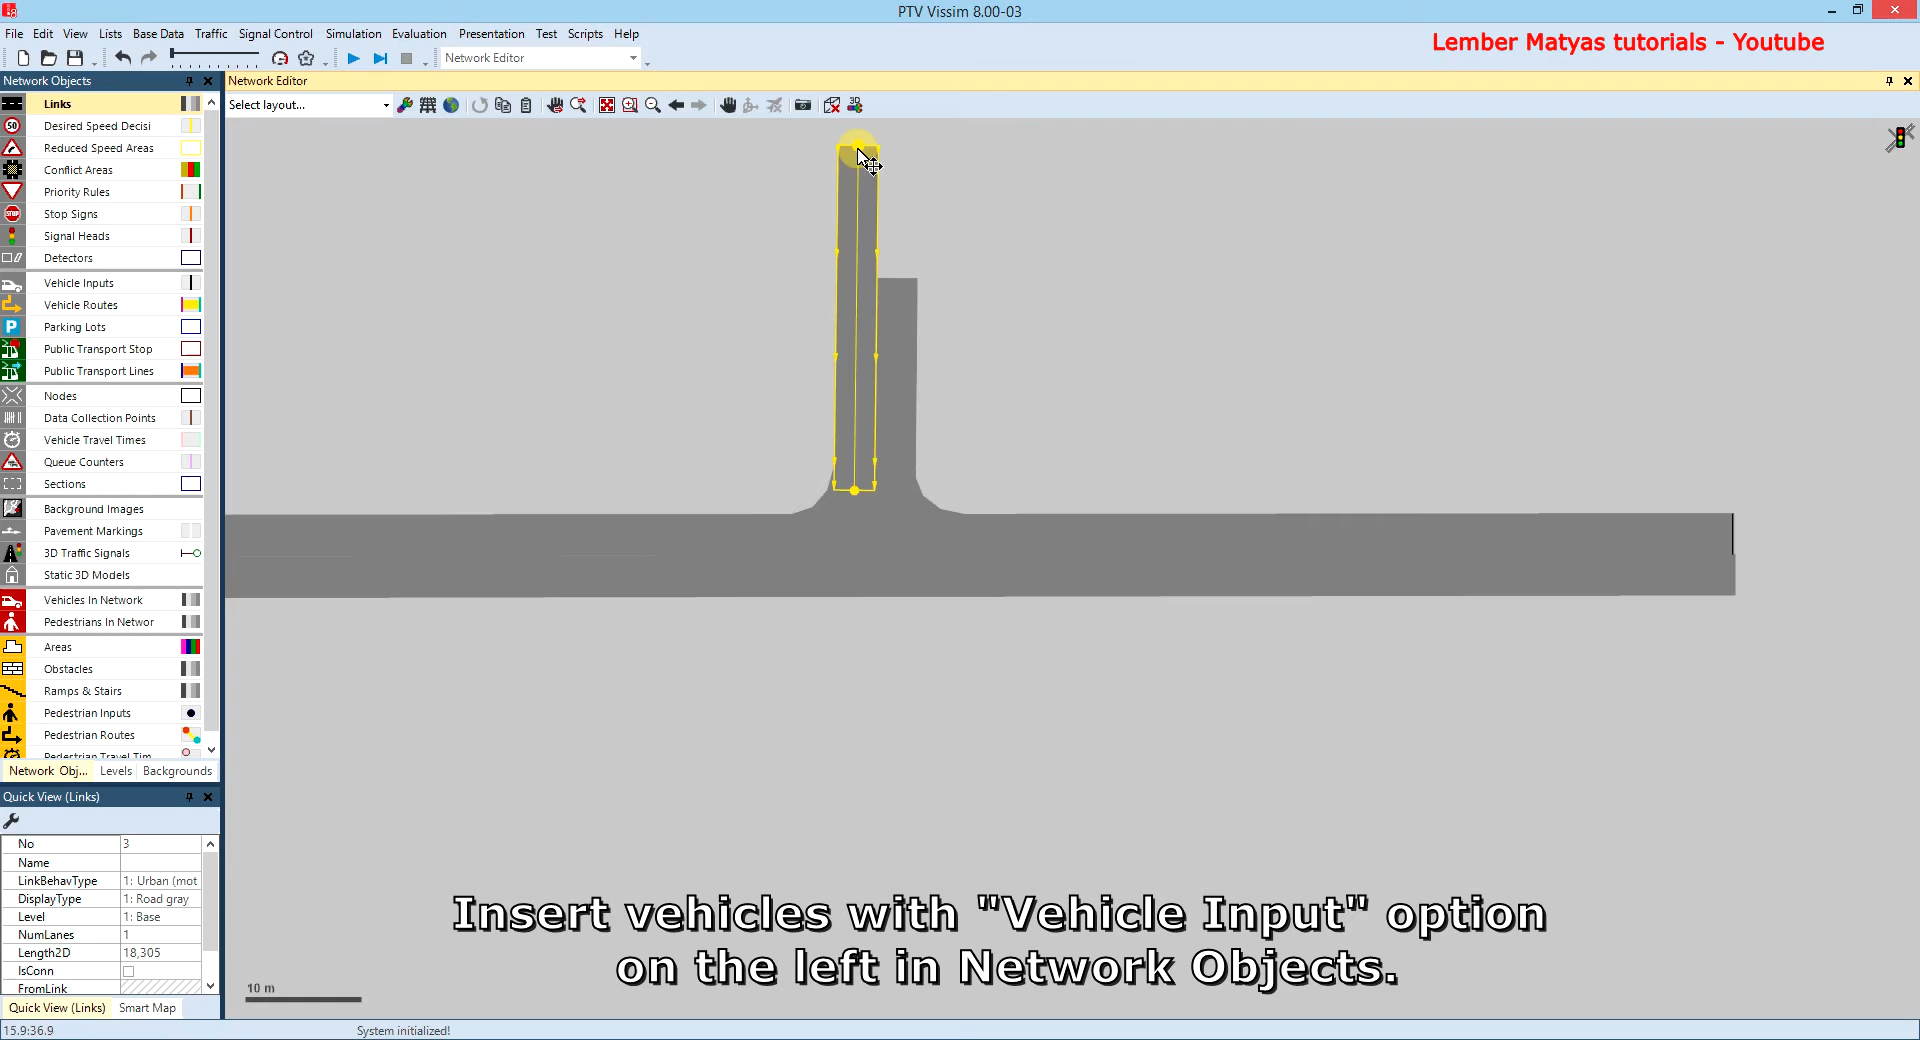 PTV Vissim 8.00-03
File Edit View Lists Base Data Traffic Signal Control Simulation Evaluation Presentation Test Scripts Help
Lember Matyas tutorials - Youtube
Network Editor
Network Objects
Network Editor
Select layout...
3D
Links
50 Desired Speed Decisi
Reduced Speed Areas
Conflict Areas
Priority Rules
STOP Stop Signs
Signal Heads
Detectors
Vehicle Inputs
Vehicle Routes
P Parking Lots
Public Transport Stop
Public Transport Lines
Nodes
Data Collection Points
Vehicle Travel Times
Queue Counters
Sections
Background Images
Pavement Markings
3D Traffic Signals
Static 3D Models
Vehicles In Network
Pedestrians In Networ
Areas
Obstacles
Ramps & Stairs
Pedestrian Inputs
Pedestrian Routes
Pedestrian Travel Tim
Network Obj... Levels Backgrounds
Quick View (Links)
No 3
Name
LinkBehavType 1: Urban (mot
DisplayType 1: Road gray
Level 1: Base
NumLanes 1
Length2D 18,305
IsConn
FromLink
Quick View (Links) Smart Map
10 m
Insert vehicles with "Vehicle Input" option
on the left in Network Objects.
15.9:36.9 System initialized!